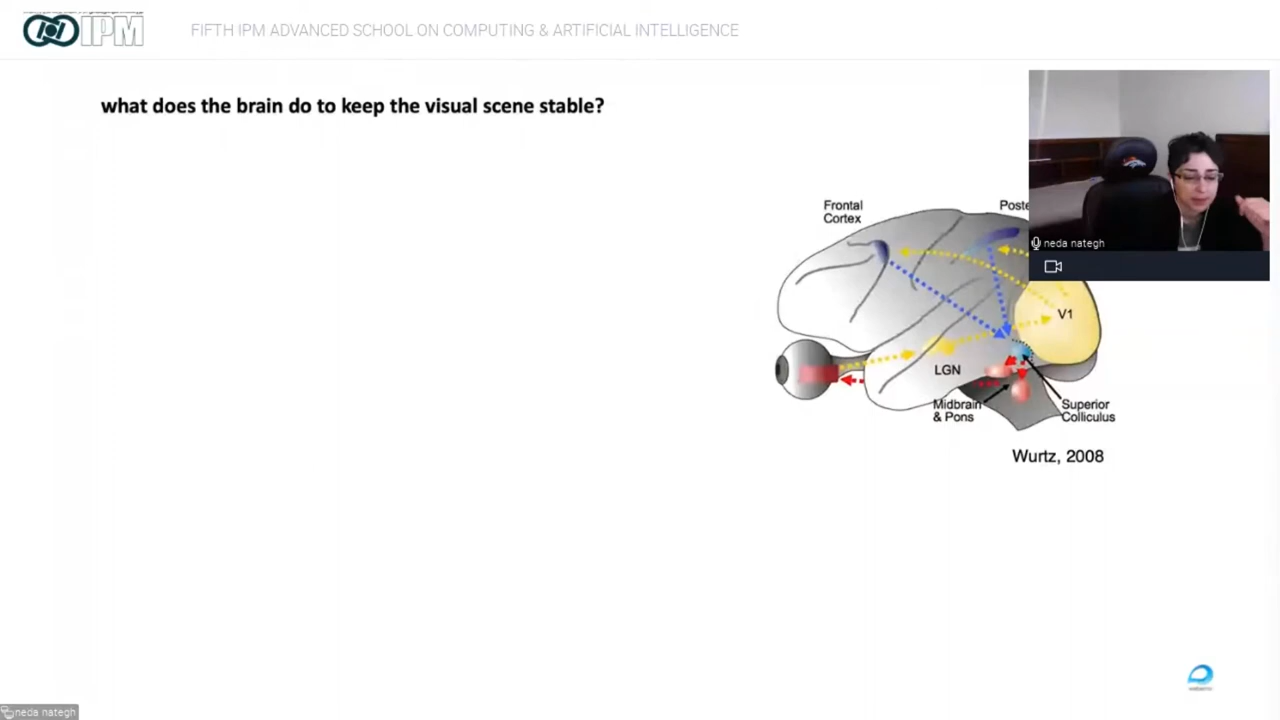 IPM
FIFTH IPM ADVANCED SCHOOL ON COMPUTING & ARTIFICIAL INTELLIGENCE
what does the brain do to keep the visual scene stable?
Frontal
Cortex
Poste
neda nategh
V1
LGN
Midbrain
& Pons
Superior
Colliculus
Wurtz, 2008
neda nategh